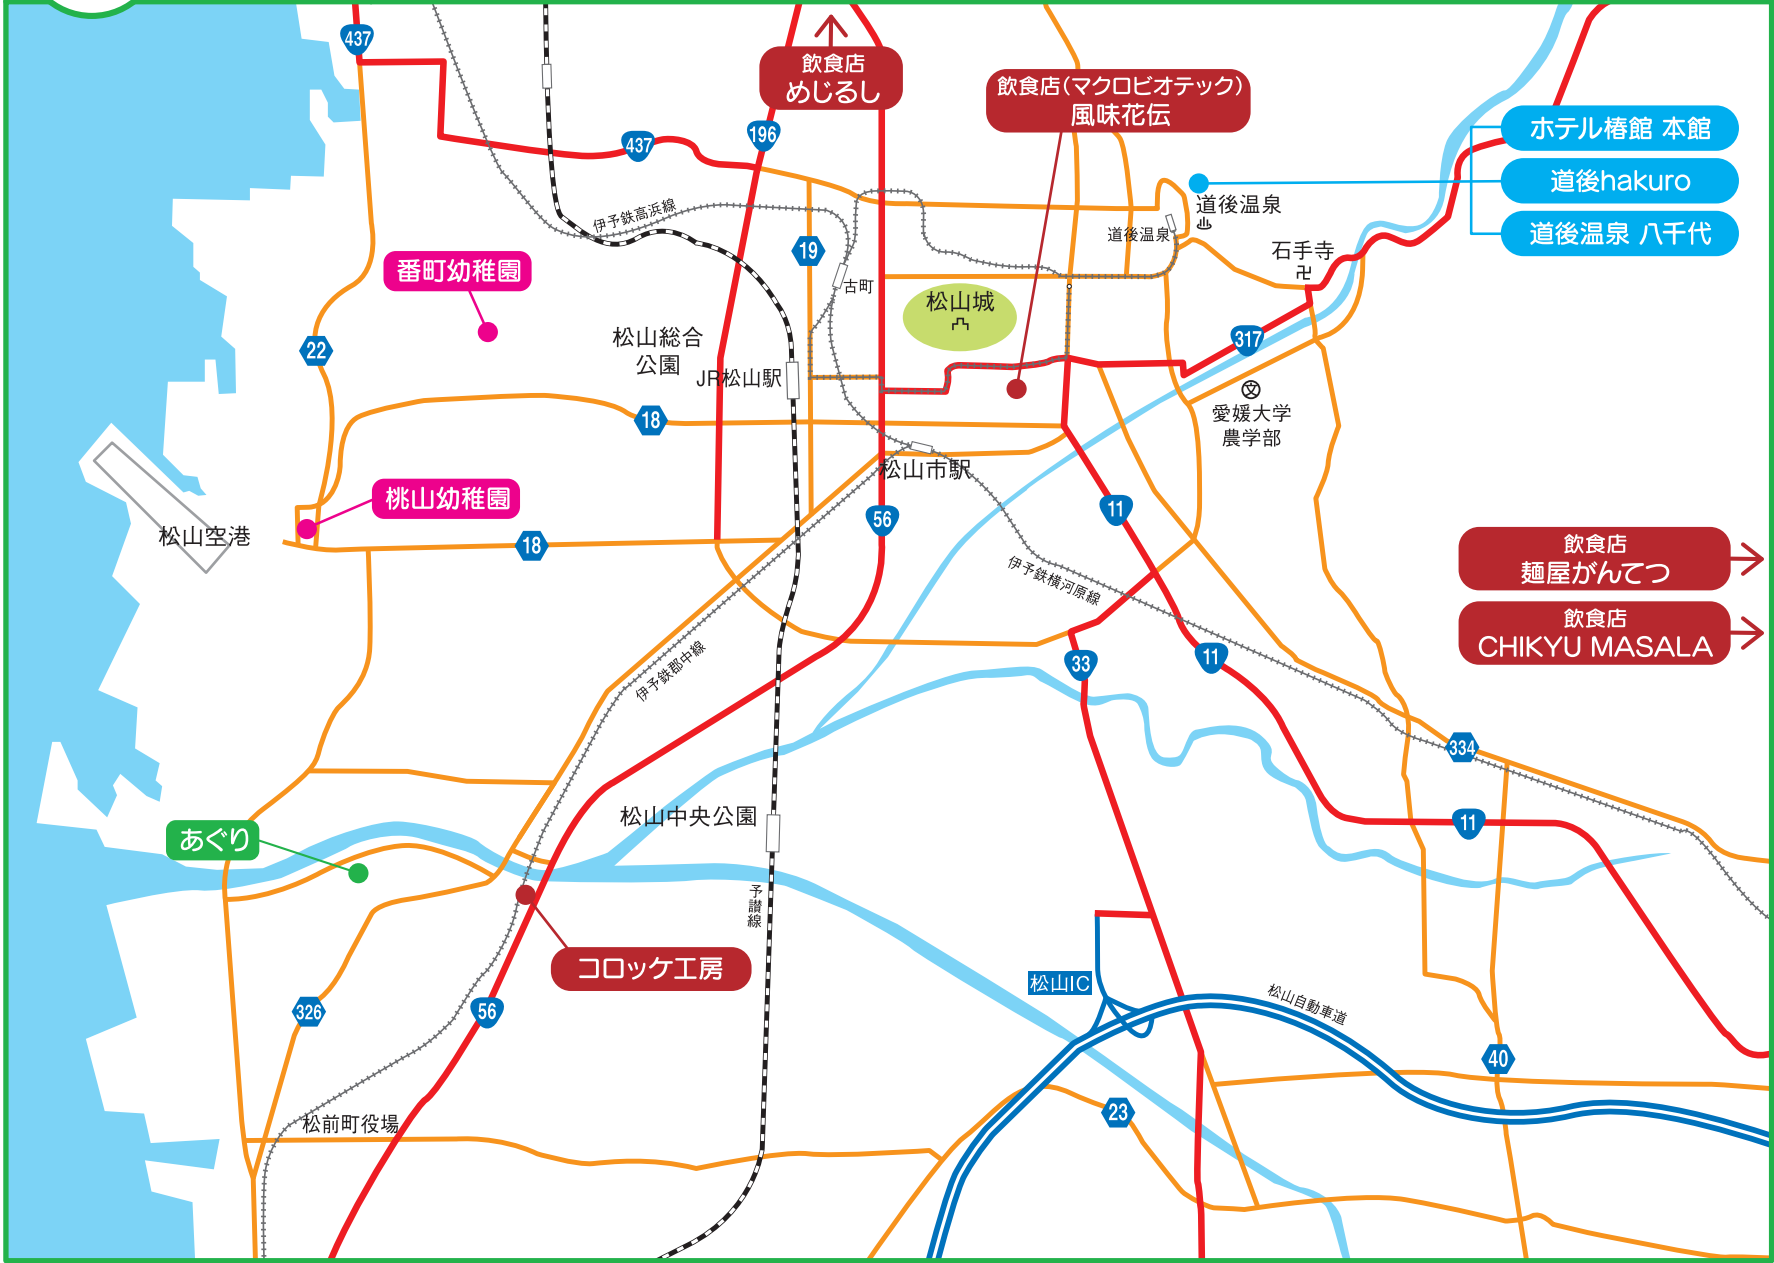 437
飲食店
めじるし
飲食店(マクロビオテック)
風味花伝
196
437
ホテル椿館 本館
道後hakuro
道後温泉 八千代
道後温泉
道後温泉
伊予鉄高浜線
19
石手寺
番町幼稚園
古町
松山城
22
松山総合
公園
JR松山駅
317
愛媛大学
農学部
文
18
松山市駅
桃山幼稚園
松山空港
18
56
11
飲食店
麺屋がんてつ
伊予鉄横河原線
飲食店
CHIKYU MASALA
伊予鉄郡中線
33
11
334
松山中央公園
11
あぐり
予讃線
コロッケ工房
松山IC
松山自動車道
326
56
40
23
松前町役場